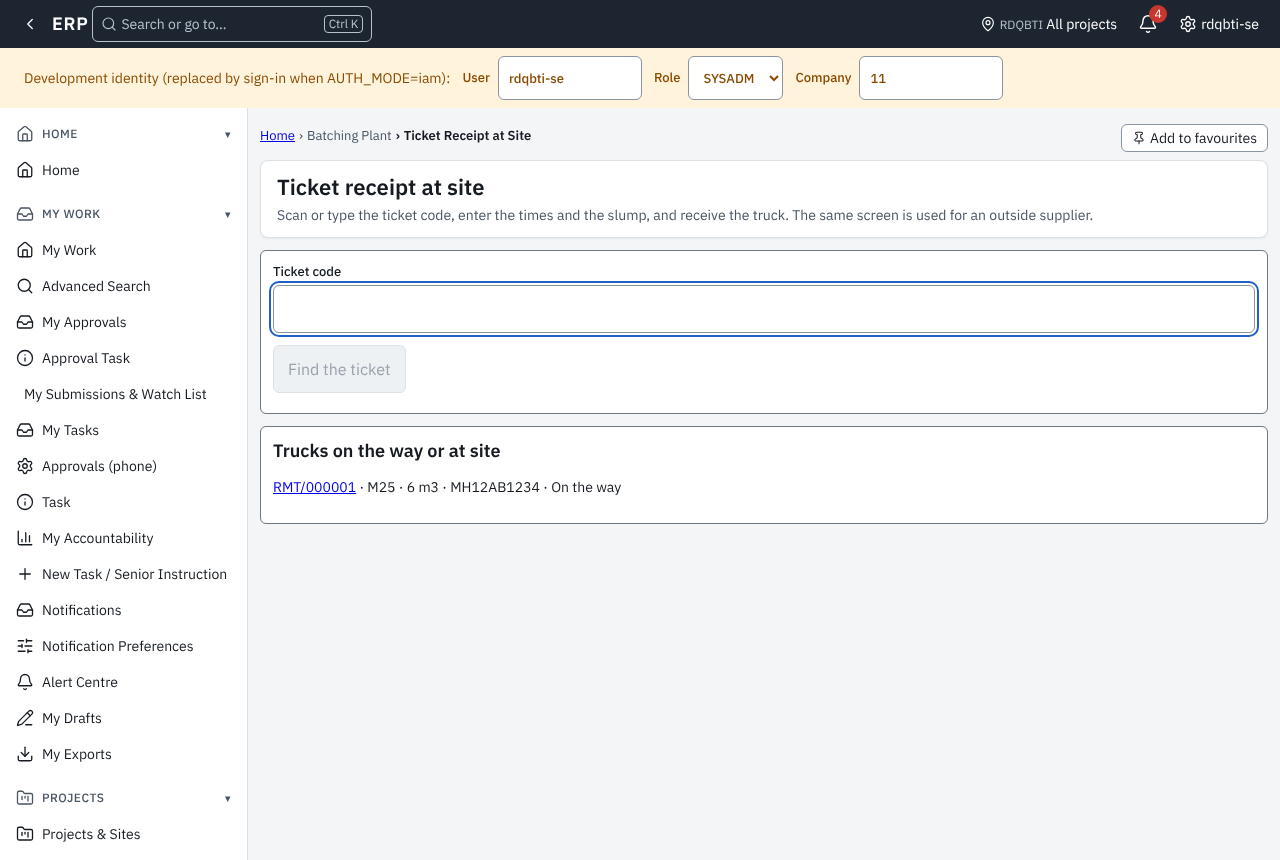 ERP
Search or go to...
Ctrl K
RDQBTI All projects
4
rdqbti-se
Development identity (replaced by sign-in when AUTH_MODE=iam):
User
rdqbti-se
Role
SYSADM
Company
11
HOME
Home
MY WORK
My Work
Advanced Search
My Approvals
Approval Task
My Submissions & Watch List
My Tasks
Approvals (phone)
Task
My Accountability
New Task / Senior Instruction
Notifications
Notification Preferences
Alert Centre
My Drafts
My Exports
PROJECTS
Projects & Sites
Home › Batching Plant › Ticket Receipt at Site
Add to favourites
Ticket receipt at site
Scan or type the ticket code, enter the times and the slump, and receive the truck. The same screen is used for an outside supplier.
Ticket code
Find the ticket
Trucks on the way or at site
RMT/000001 · M25 · 6 m3 · MH12AB1234 · On the way